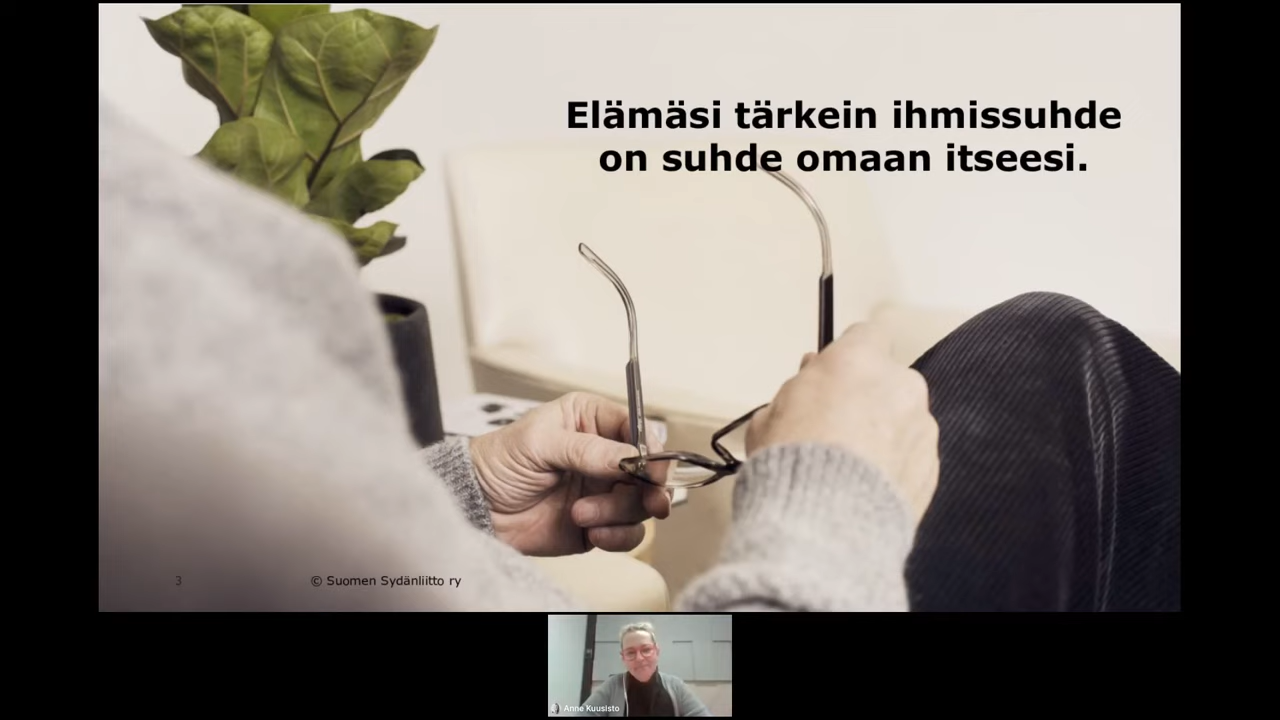 Elämäsi tärkein ihmissuhde
on suhde omaan itseesi.
3
© Suomen Sydänliitto ry
Anne Kuusisto